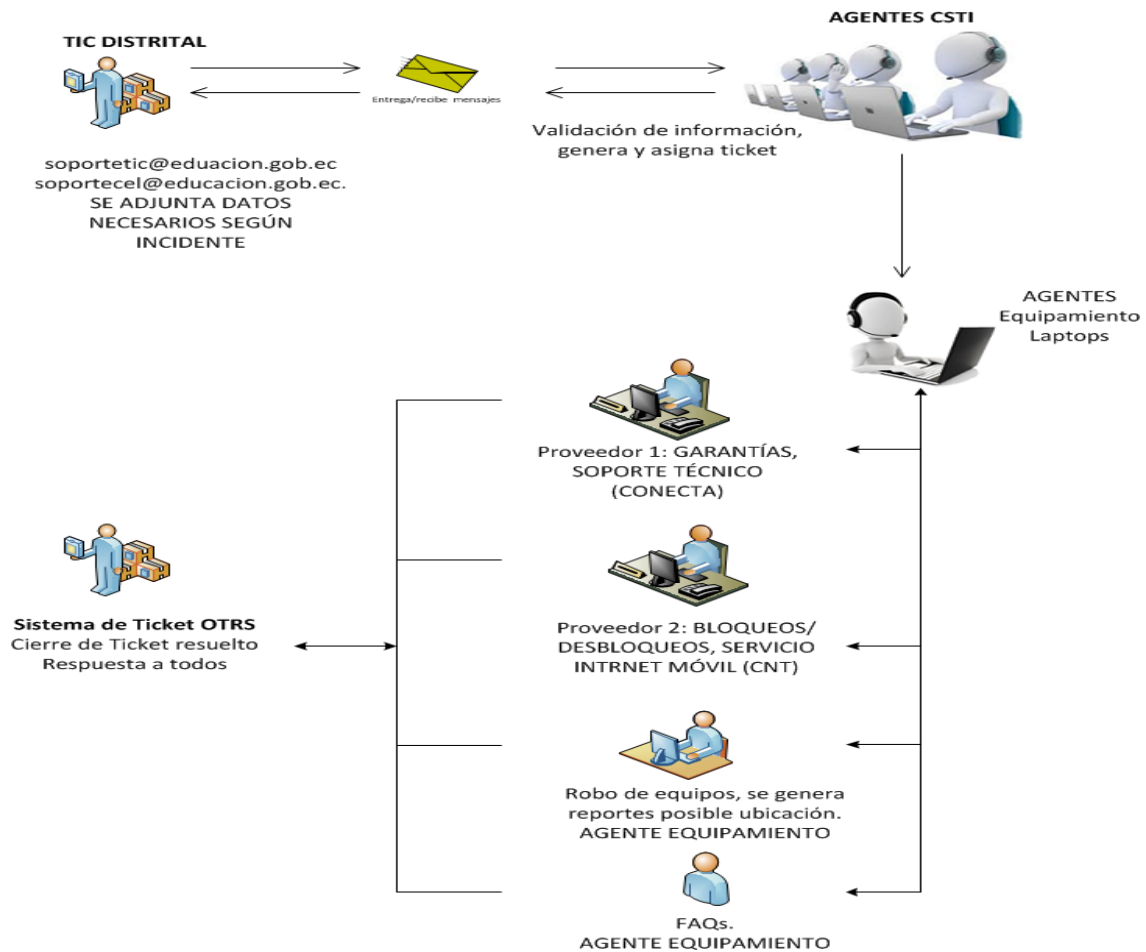 TIC DISTRITAL
AGENTES CSTI
Entrega/recibe mensajes
Validación de información,
genera y asigna ticket
soportetic@eduacion.gob.ec
soportecel@educacion.gob.ec.
SE ADJUNTA DATOS
NECESARIOS SEGÚN
INCIDENTE
AGENTES
Equipamiento
Laptops
Proveedor 1: GARANTÍAS,
SOPORTE TÉCNICO
(CONECTA)
Sistema de Ticket OTRS
Cierre de Ticket resuelto
Respuesta a todos
Proveedor 2: BLOQUEOS/
DESBLOQUEOS, SERVICIO
INTRNET MÓVIL (CNT)
Robo de equipos, se genera
reportes posible ubicación.
AGENTE EQUIPAMIENTO
FAQs.
AGENTE EQUIPAMIENTO